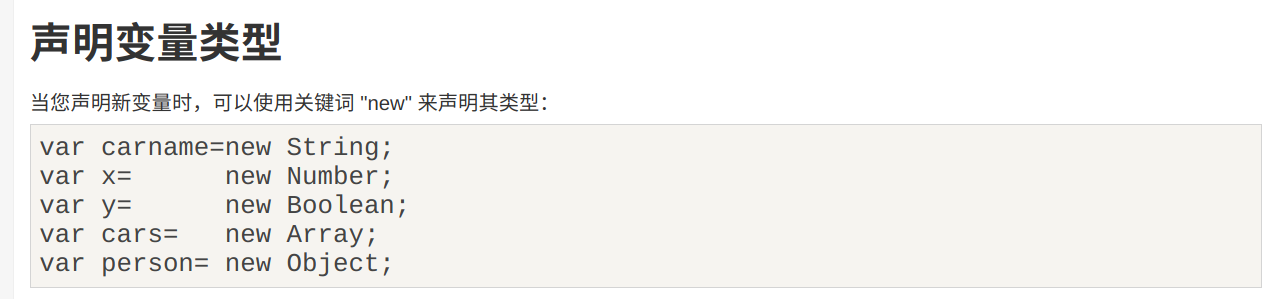 声明变量类型
当您声明新变量时，可以使用关键词 "new" 来声明其类型：
var carname=new String;
var x=      new Number;
var y=      new Boolean;
var cars=   new Array;
var person= new Object;